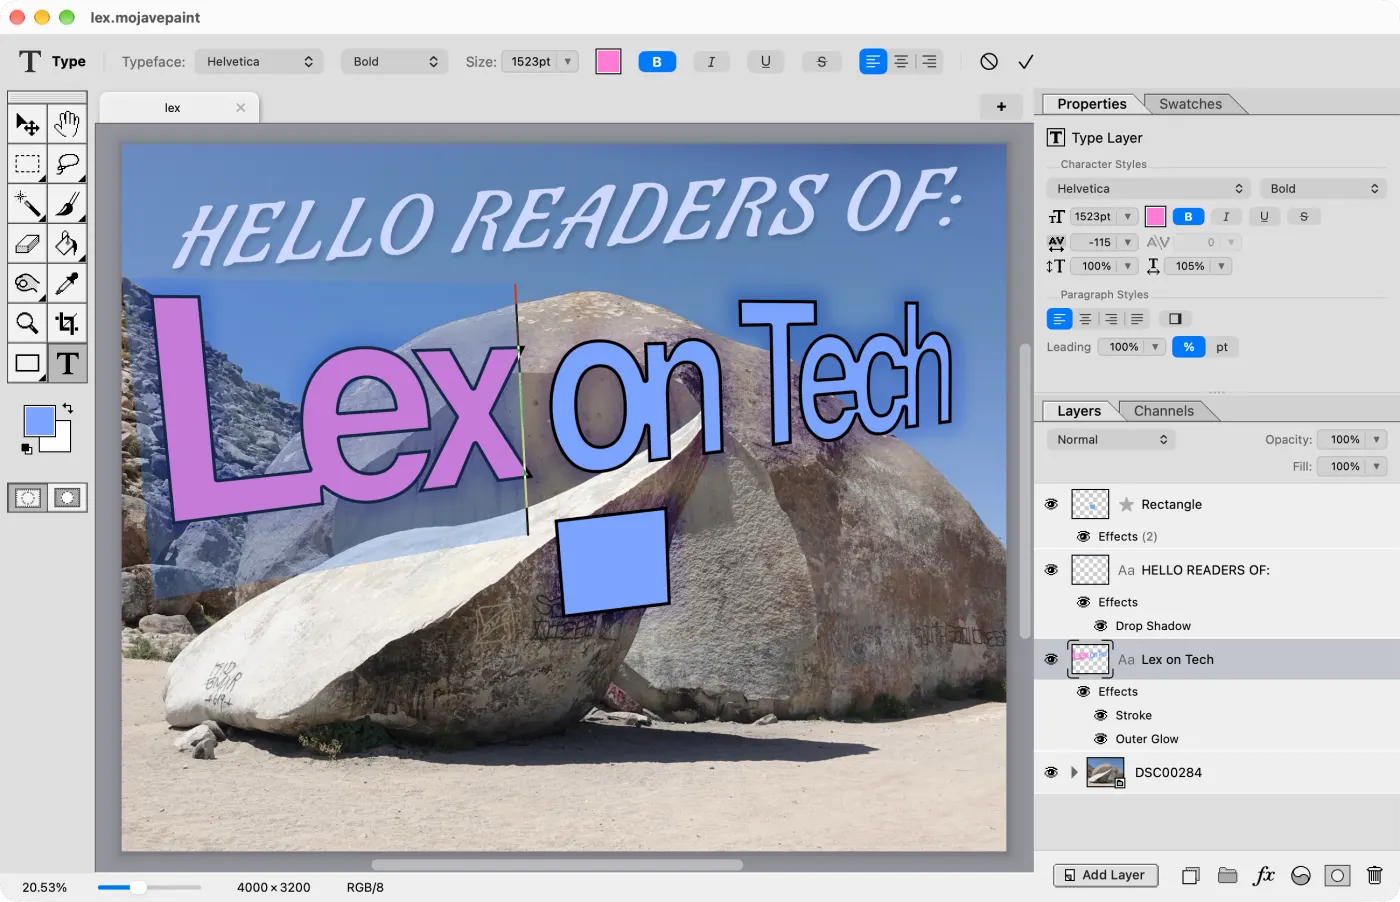 lex.mojavepaint
T Type
Typeface: Helvetica Bold Size: 1523pt B I U S
lex
+
HELLO READERS OF:
Lex on Tech
20.53% 4000 × 3200 RGB/8
Properties Swatches
T Type Layer
Character Styles
Helvetica Bold
TT 1523pt B I U S
AV -115 AV 0
T 100% T 105%
Paragraph Styles
Leading 100% % pt
Layers Channels
Normal Opacity: 100%
Fill: 100%
Rectangle
Effects (2)
Aa HELLO READERS OF:
Effects
Drop Shadow
Aa Lex on Tech
Effects
Stroke
Outer Glow
DSC00284
Add Layer fx